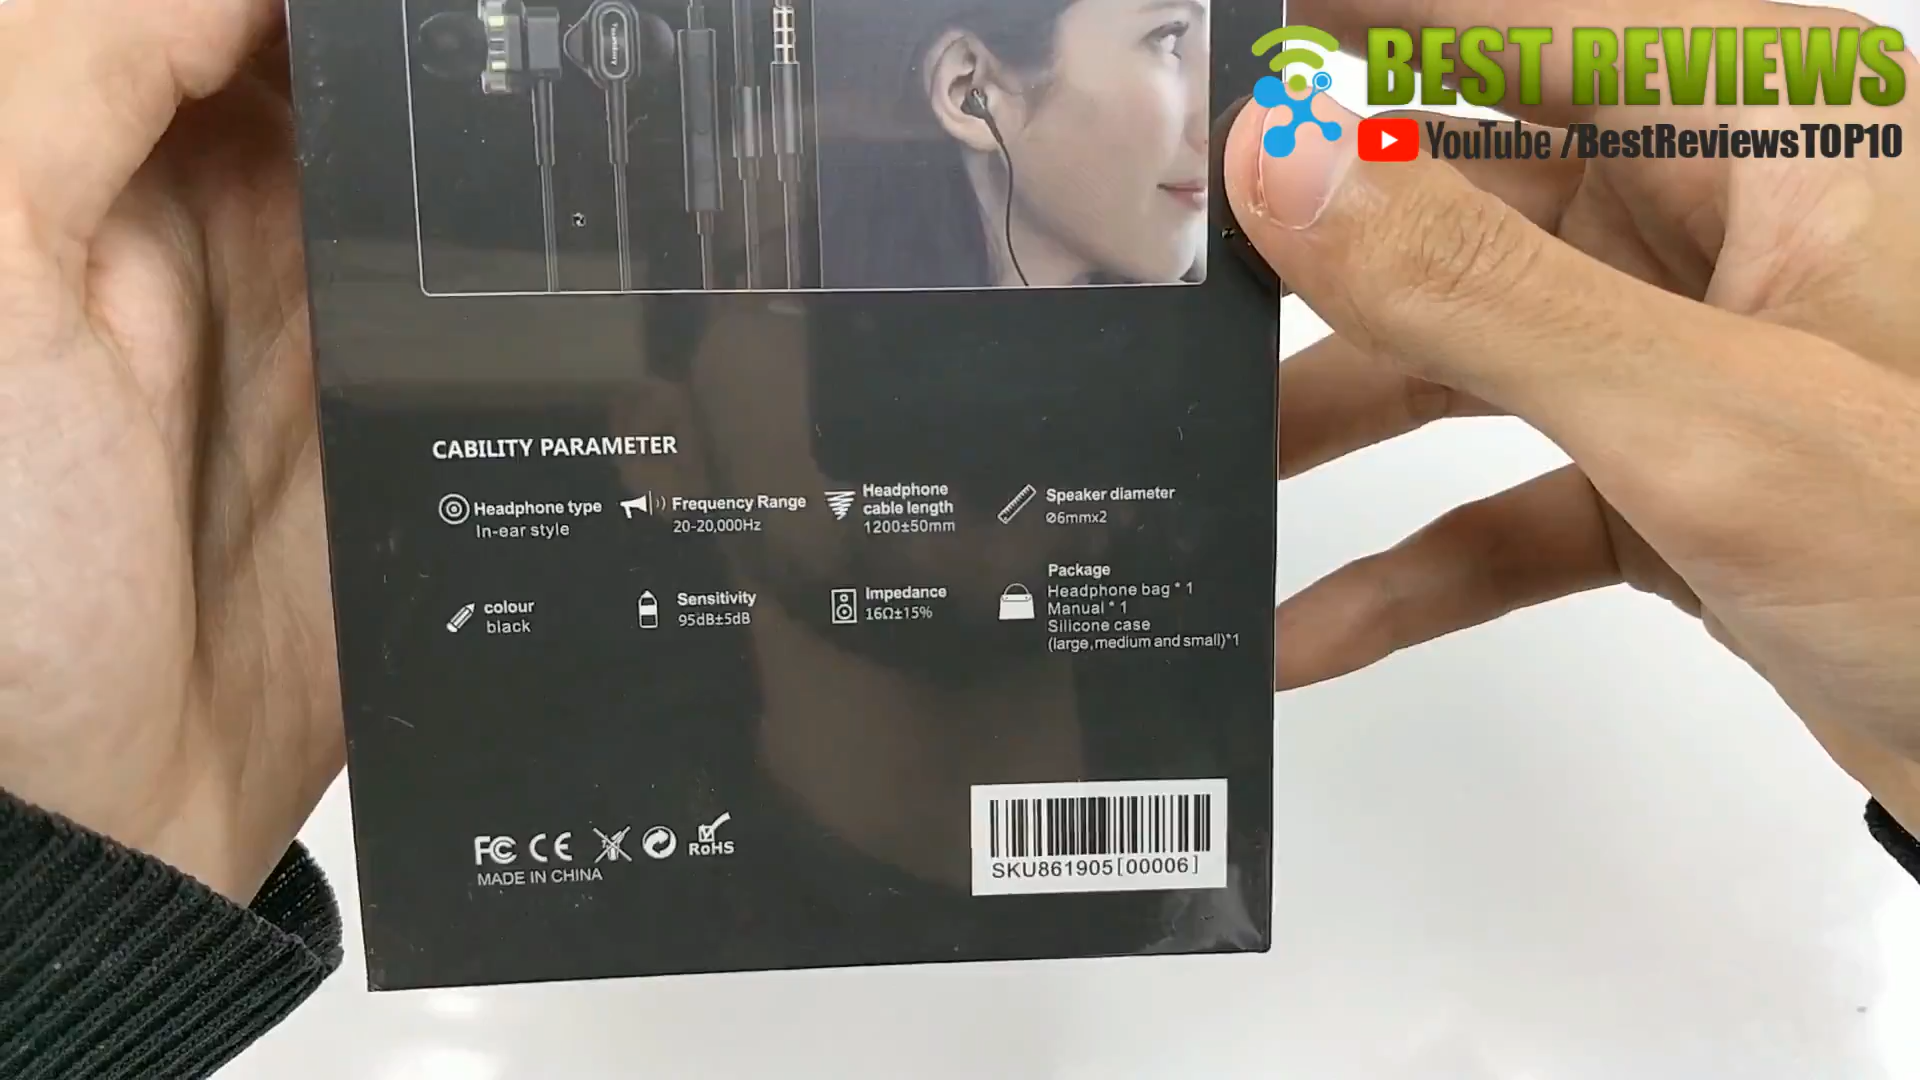 BEST REVIEWS
YouTube /BestReviewsTOP10
CABILITY PARAMETER
Headphone type
In-ear style
Frequency Range
20-20,000Hz
Headphone
cable length
1200±50mm
Speaker diameter
Ø6mmx2
colour
black
Sensitivity
95dB±5dB
Impedance
16Ω±15%
Package
Headphone bag * 1
Manual * 1
Silicone case
(large,medium and small)*1
FC CE RoHS
MADE IN CHINA
SKU861905[00006]